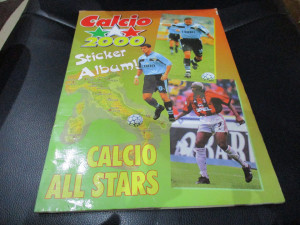 Calcio
2000
Sticker
Album!
CALCIO
ALL STARS